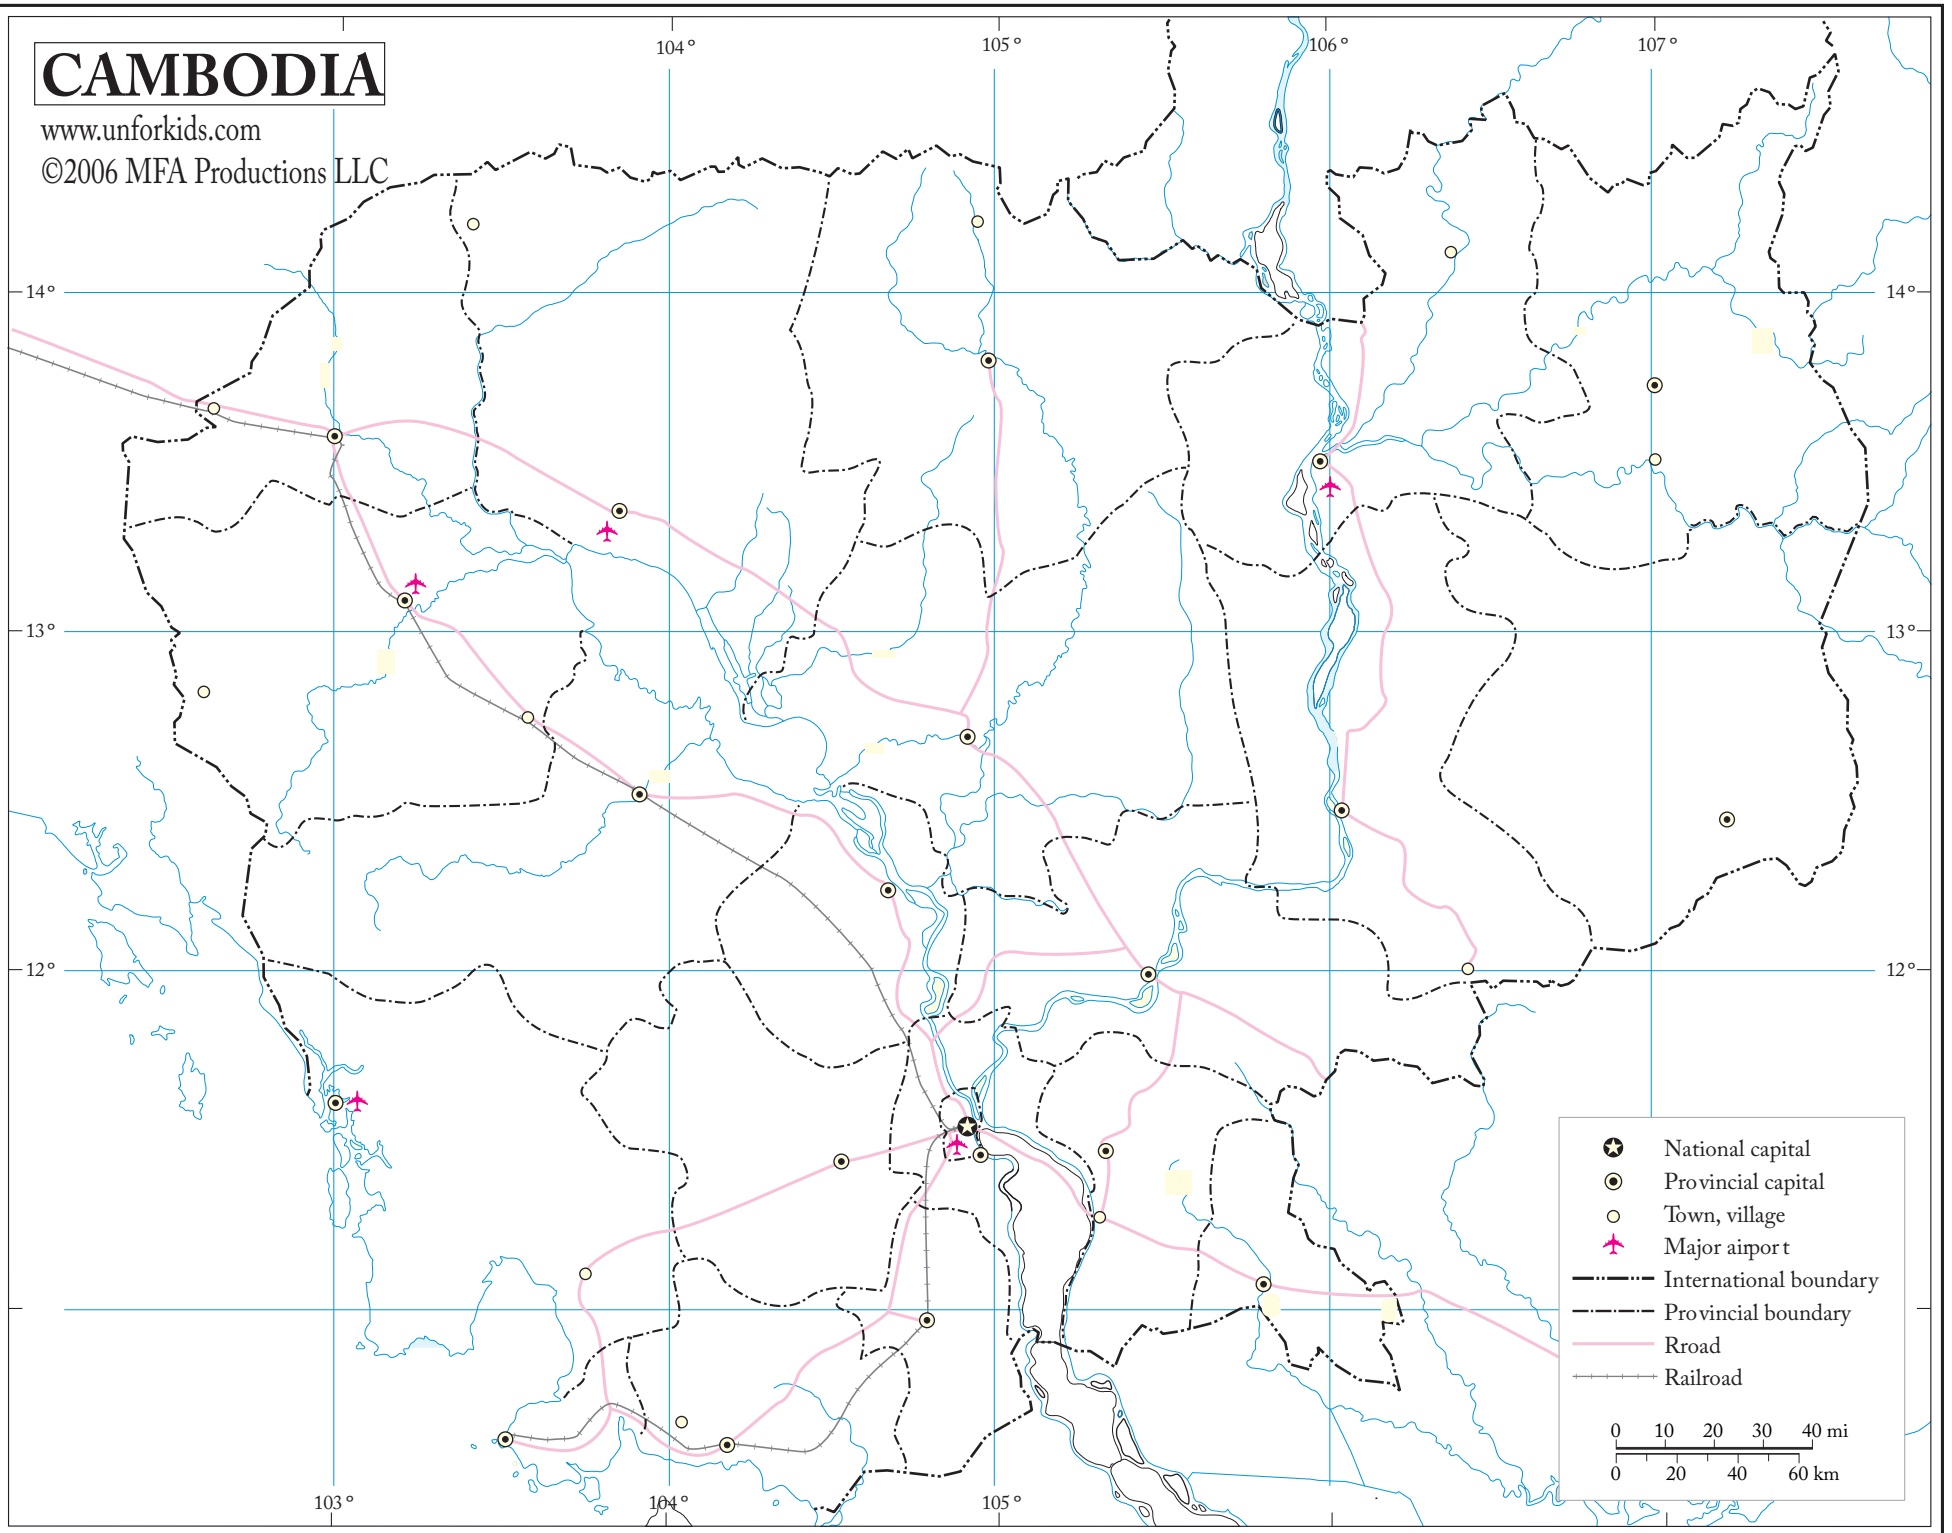 CAMBODIA
www.unforkids.com
©2006 MFA Productions LLC
104° 105° 106° 107°
14° 14°
13° 13°
12° 12°
National capital
Provincial capital
Town, village
Major airport
International boundary
Provincial boundary
Rroad
Railroad
0 10 20 30 40 mi
0 20 40 60 km
103° 104° 105°